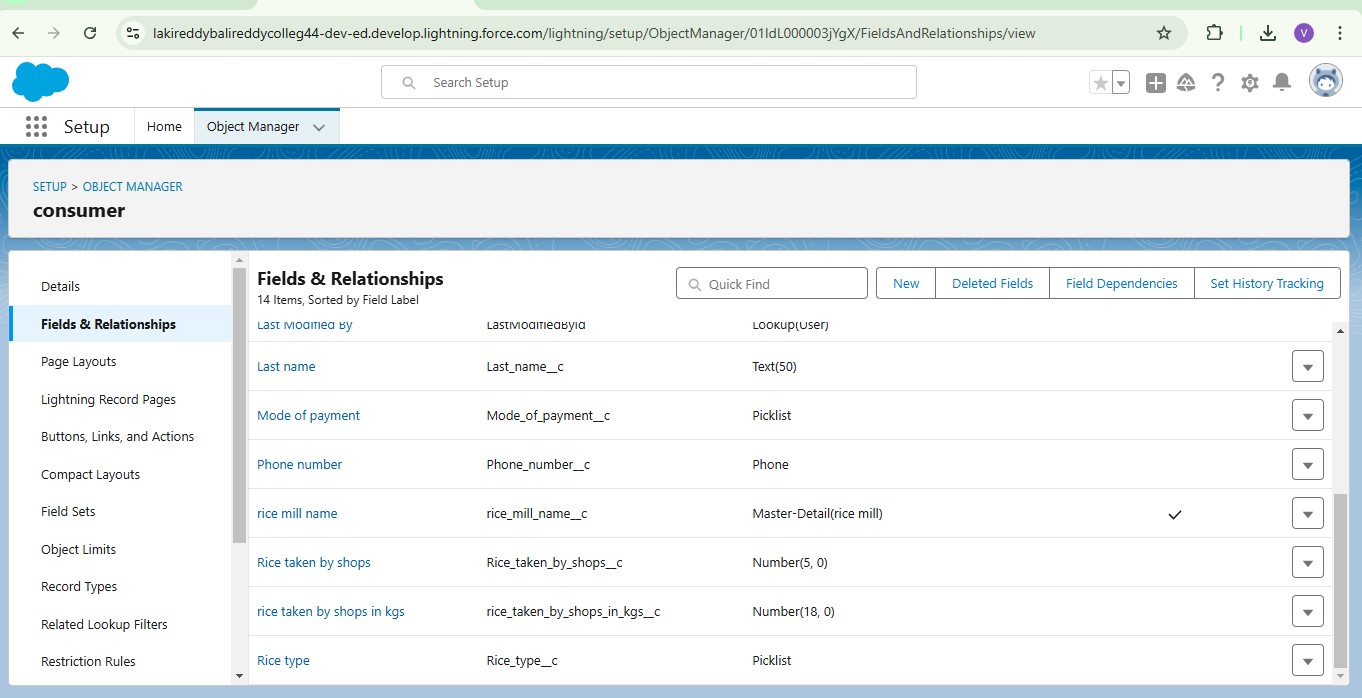 lakireddybalireddycolleg44-dev-ed.develop.lightning.force.com/lightning/setup/ObjectManager/01IdL000003jYgX/FieldsAndRelationships/view
V
Search Setup
Setup
Home
Object Manager
SETUP > OBJECT MANAGER
consumer
Details
Fields & Relationships
Page Layouts
Lightning Record Pages
Buttons, Links, and Actions
Compact Layouts
Field Sets
Object Limits
Record Types
Related Lookup Filters
Restriction Rules
Fields & Relationships
14 Items, Sorted by Field Label
Quick Find
New
Deleted Fields
Field Dependencies
Set History Tracking
Last Modified By LastModifiedById Lookup(User)
Last name Last_name__c Text(50)
Mode of payment Mode_of_payment__c Picklist
Phone number Phone_number__c Phone
rice mill name rice_mill_name__c Master-Detail(rice mill)
Rice taken by shops Rice_taken_by_shops__c Number(5, 0)
rice taken by shops in kgs rice_taken_by_shops_in_kgs__c Number(18, 0)
Rice type Rice_type__c Picklist